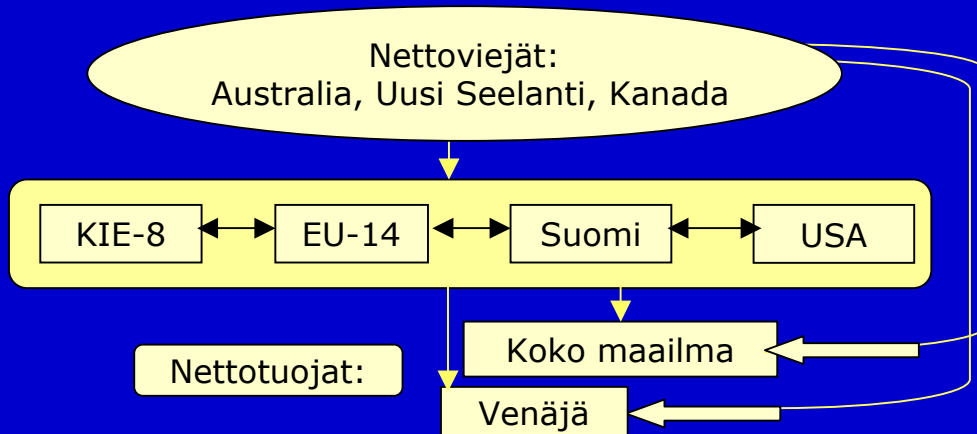 Nettoviejät:
Australia, Uusi Seelanti, Kanada
KIE-8
EU-14
Suomi
USA
Koko maailma
Nettotuojat:
Venäjä